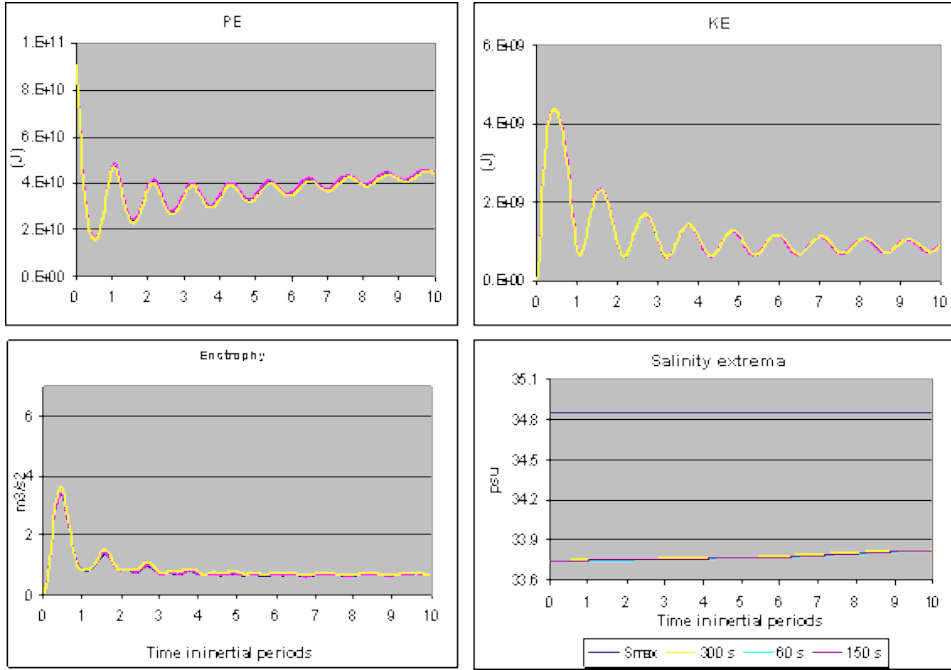 PE
KE
1.E+11
8.E+10
6.E+10
4.E+10
2.E+10
0.E+00
(J)
0 1 2 3 4 5 6 7 8 9 10
6.E+09
4.E+09
2.E+09
0.E+00
(J)
0 1 2 3 4 5 6 7 8 9 10
Enstrophy
6
4
2
0
m3/s2
0 1 2 3 4 5 6 7 8 9 10
Time in inertial periods
Salinity extrema
35.1
34.8
34.5
34.2
33.9
33.6
psu
0 1 2 3 4 5 6 7 8 9 10
Time in inertial periods
Smax 300 s 60 s 150 s